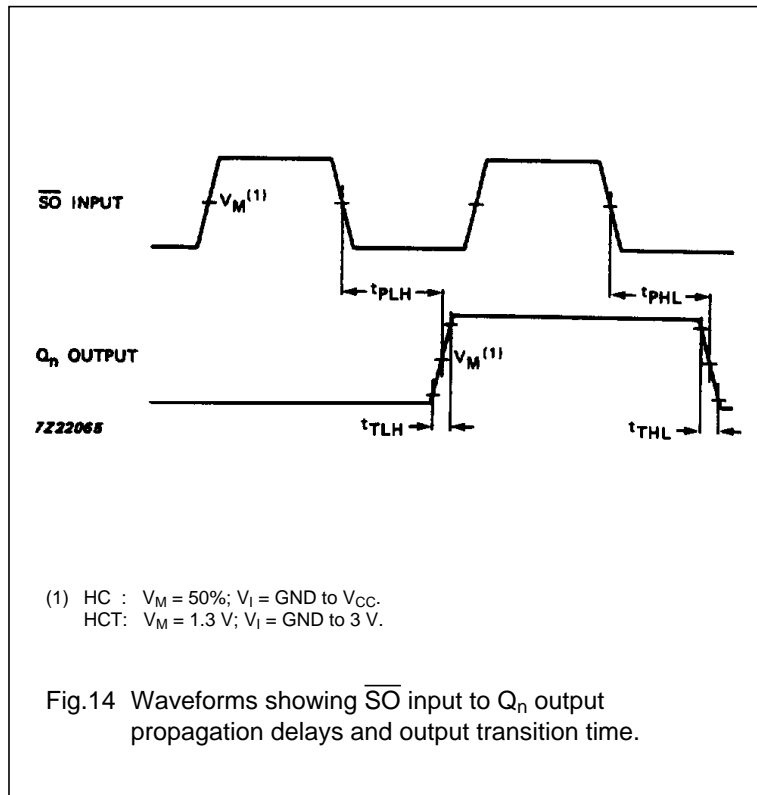 S̅O̅ INPUT
V_M(1)
t_PLH
t_PHL
Q_n OUTPUT
V_M(1)
7Z22065
t_TLH
t_THL
(1) HC : V_M = 50%; V_I = GND to V_CC.
HCT: V_M = 1.3 V; V_I = GND to 3 V.
Fig.14 Waveforms showing S̅O̅ input to Q_n output
propagation delays and output transition time.